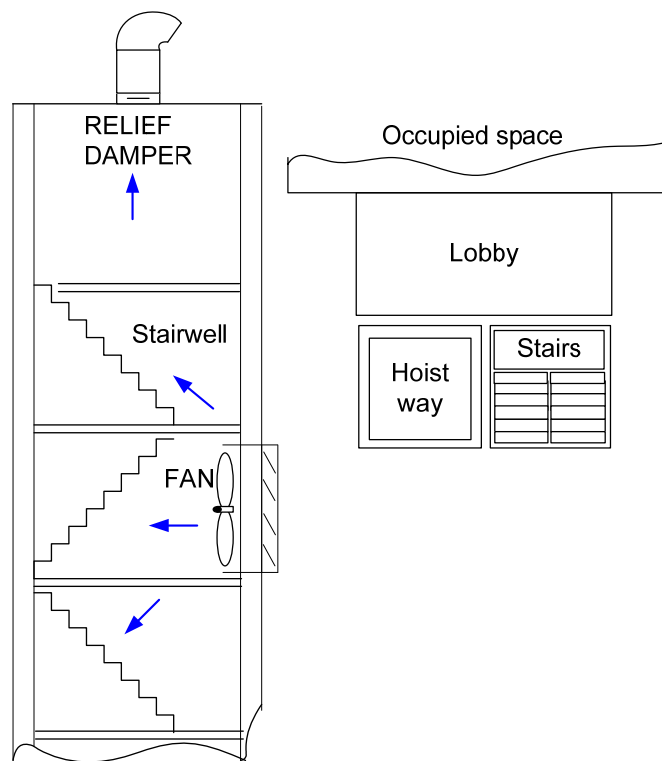 RELIEF
DAMPER
Stairwell
FAN
Occupied space
Lobby
Hoist
way
Stairs